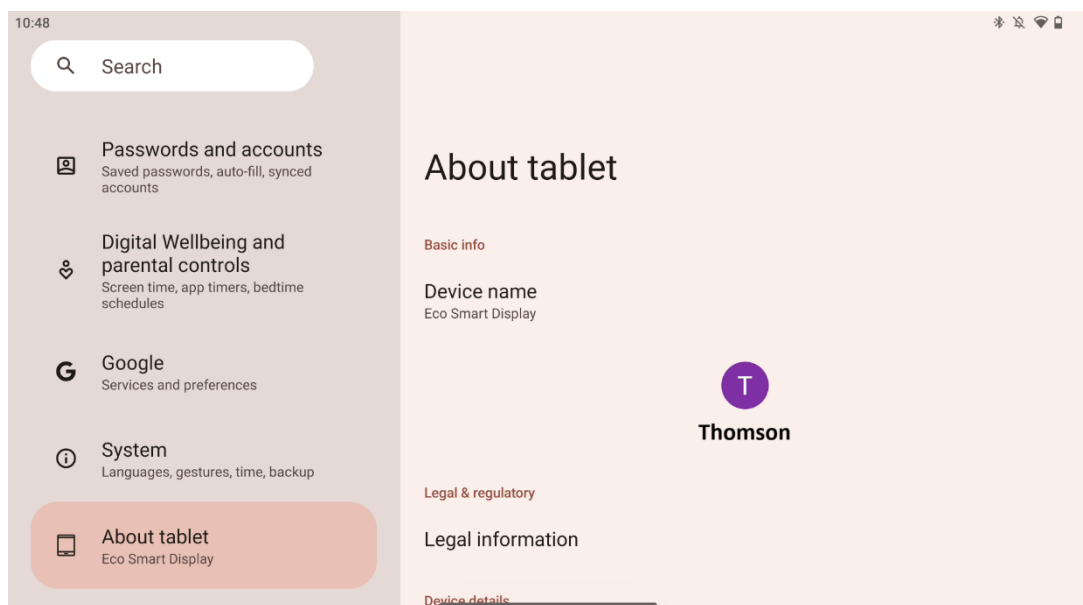 10:48
Search
Passwords and accounts
Saved passwords, auto-fill, synced
accounts
Digital Wellbeing and
parental controls
Screen time, app timers, bedtime
schedules
G
Google
Services and preferences
System
Languages, gestures, time, backup
About tablet
Eco Smart Display
About tablet
Basic info
Device name
Eco Smart Display
T
Thomson
Legal & regulatory
Legal information
Device details